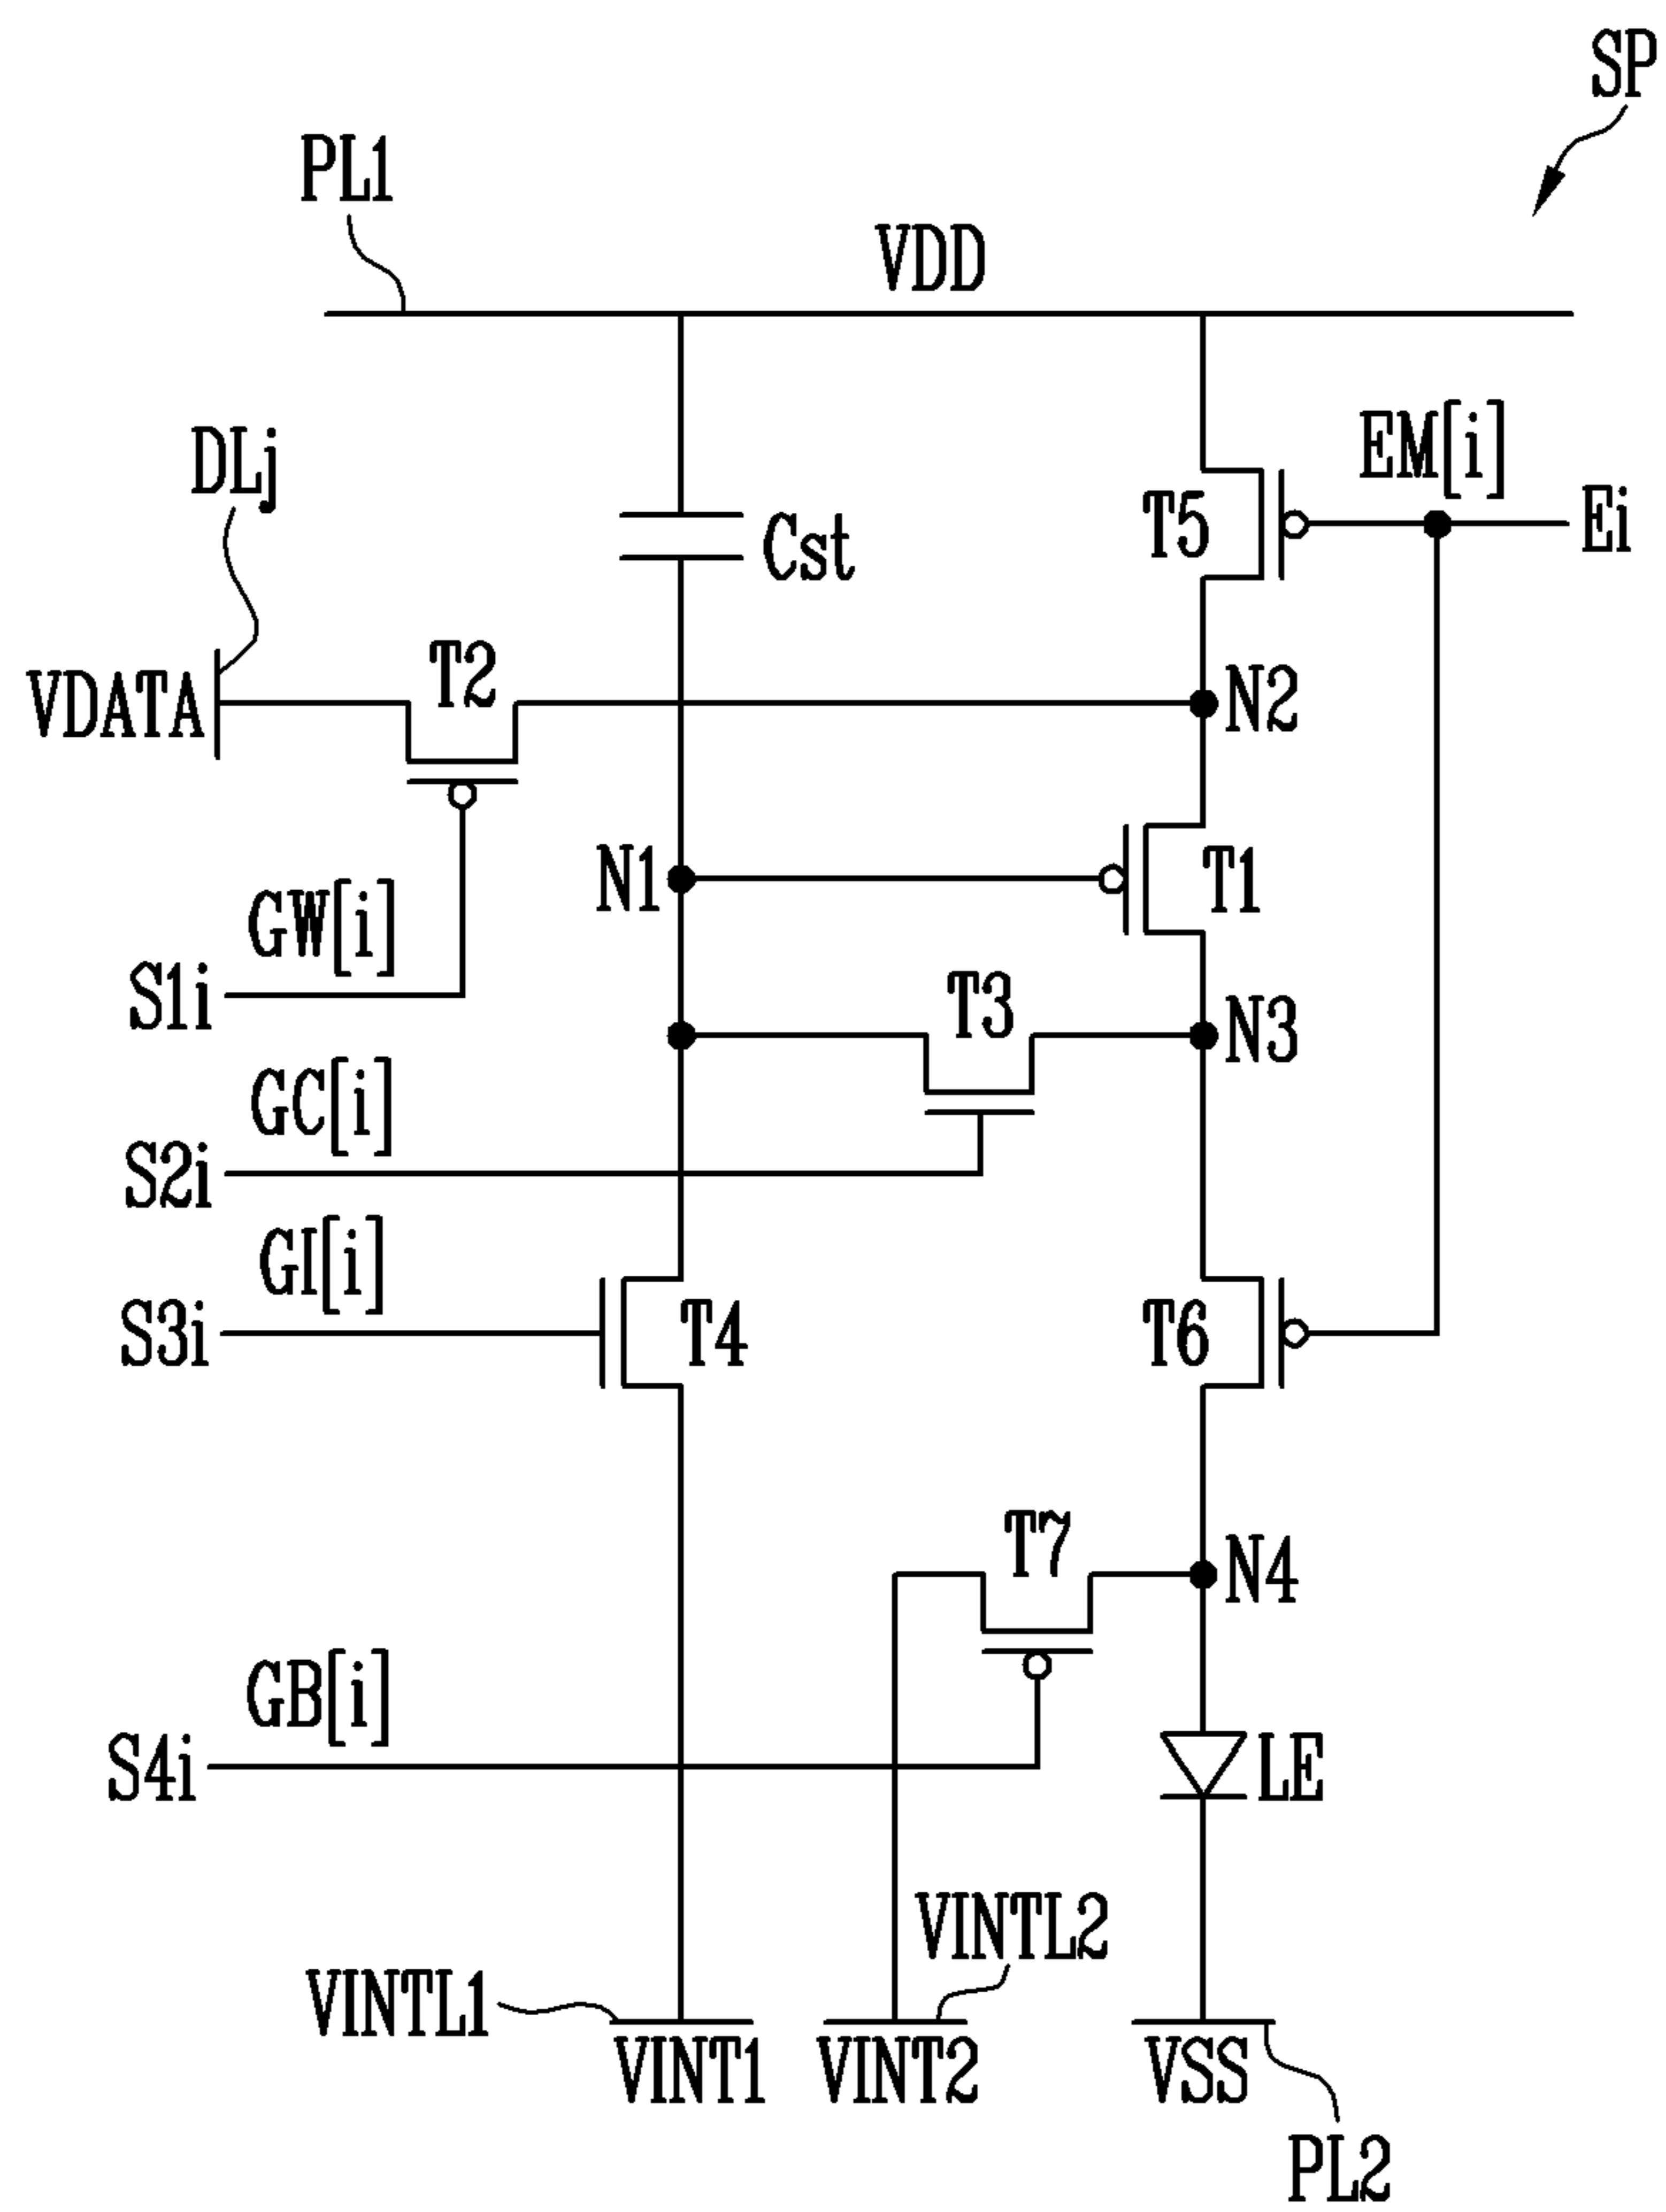 SP
PL1
VDD
DLj
EM[i]
Ei
T5
Cst
T2
VDATA
N2
N1
T1
GW[i]
S1i
T3
N3
GC[i]
S2i
GI[i]
S3i
T4
T6
T7
N4
GB[i]
S4i
LE
VINTL2
VINTL1
VINT1
VINT2
VSS
PL2